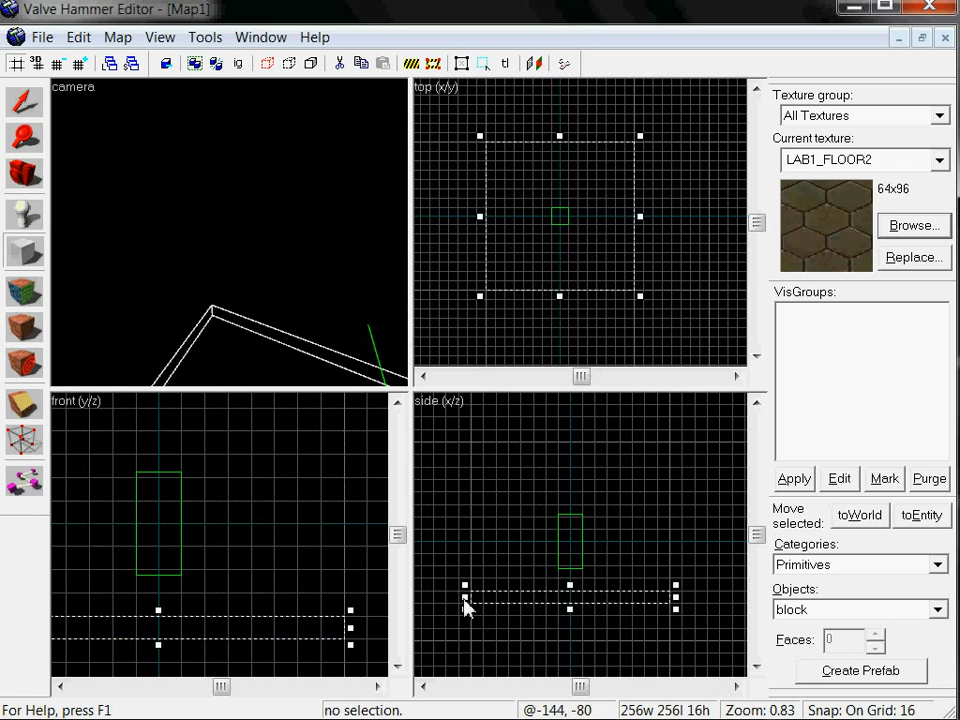 Valve Hammer Editor - [Map1]
File Edit Map View Tools Window Help
3D ig tl
camera
top (x/y)
front (y/z)
side (x/z)
Texture group:
All Textures
Current texture:
LAB1_FLOOR2
64x96
Browse...
Replace...
VisGroups:
Apply Edit Mark Purge
Move selected: toWorld toEntity
Categories:
Primitives
Objects:
block
Faces: 0
Create Prefab
For Help, press F1 no selection. @-144, -80 256w 256l 16h Zoom: 0.83 Snap: On Grid: 16